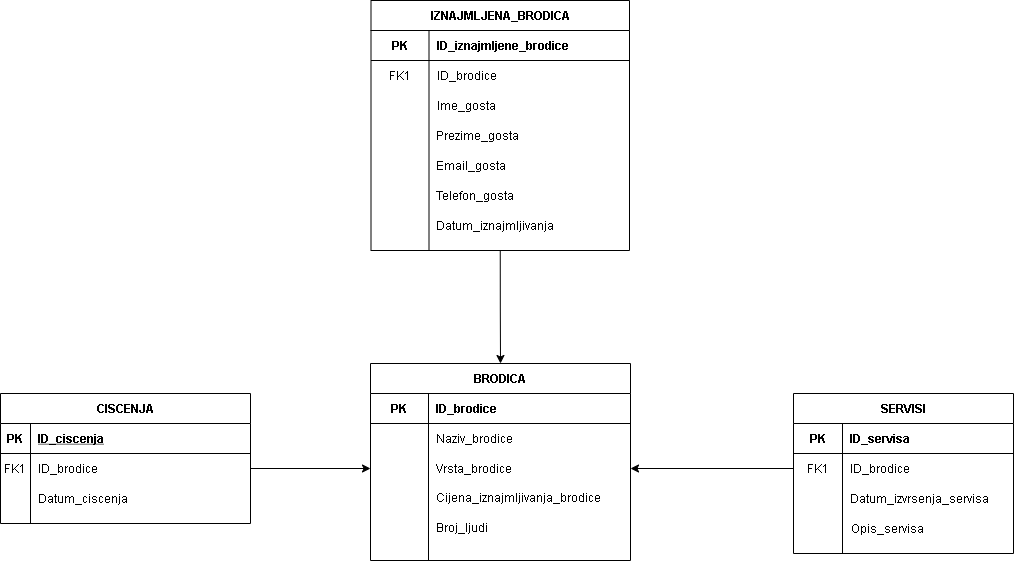 IZNAJMLJENA_BRODICA
PK ID_iznajmljene_brodice
FK1 ID_brodice
Ime_gosta
Prezime_gosta
Email_gosta
Telefon_gosta
Datum_iznajmljivanja
CISCENJA
PK ID_ciscenja
FK1 ID_brodice
Datum_ciscenja
BRODICA
PK ID_brodice
Naziv_brodice
Vrsta_brodice
Cijena_iznajmljivanja_brodice
Broj_ljudi
SERVISI
PK ID_servisa
FK1 ID_brodice
Datum_izvrsenja_servisa
Opis_servisa